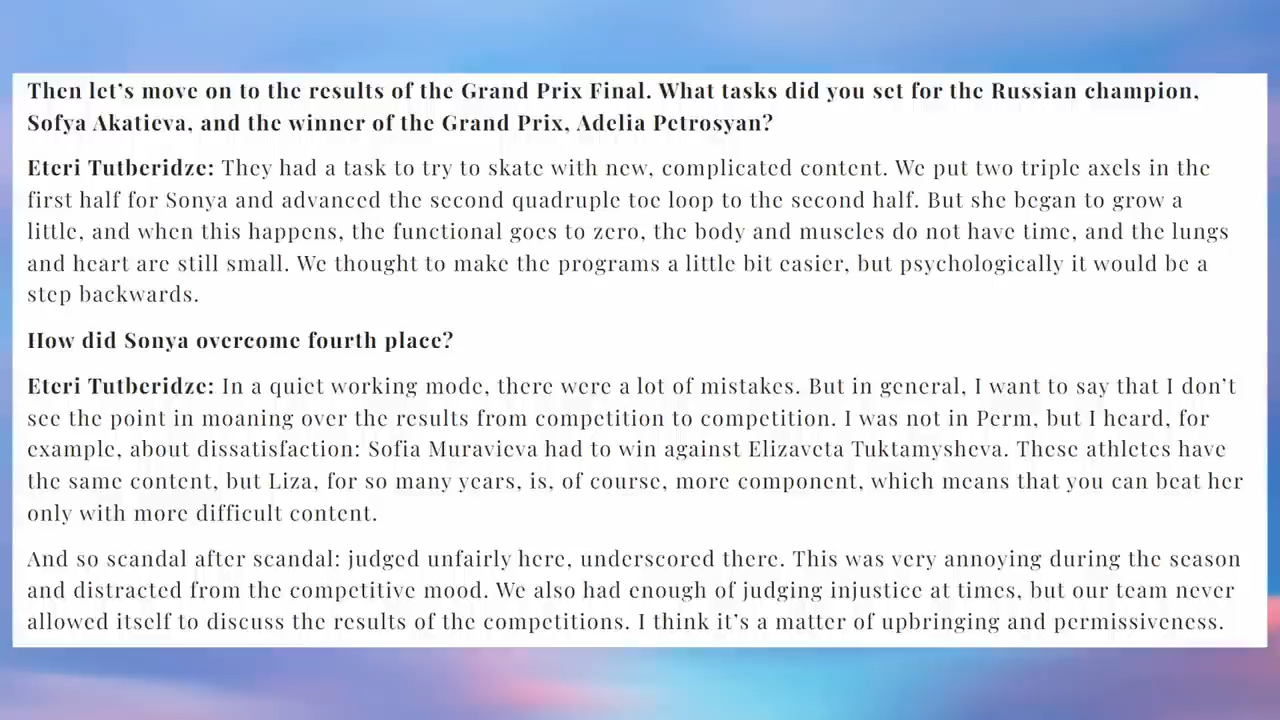 Then let’s move on to the results of the Grand Prix Final. What tasks did you set for the Russian champion,
Sofya Akatieva, and the winner of the Grand Prix, Adelia Petrosyan?
Eteri Tutberidze: They had a task to try to skate with new, complicated content. We put two triple axels in the
first half for Sonya and advanced the second quadruple toe loop to the second half. But she began to grow a
little, and when this happens, the functional goes to zero, the body and muscles do not have time, and the lungs
and heart are still small. We thought to make the programs a little bit easier, but psychologically it would be a
step backwards.
How did Sonya overcome fourth place?
Eteri Tutberidze: In a quiet working mode, there were a lot of mistakes. But in general, I want to say that I don’t
see the point in moaning over the results from competition to competition. I was not in Perm, but I heard, for
example, about dissatisfaction: Sofia Muravieva had to win against Elizaveta Tuktamysheva. These athletes have
the same content, but Liza, for so many years, is, of course, more component, which means that you can beat her
only with more difficult content.
And so scandal after scandal: judged unfairly here, underscored there. This was very annoying during the season
and distracted from the competitive mood. We also had enough of judging injustice at times, but our team never
allowed itself to discuss the results of the competitions. I think it’s a matter of upbringing and permissiveness.